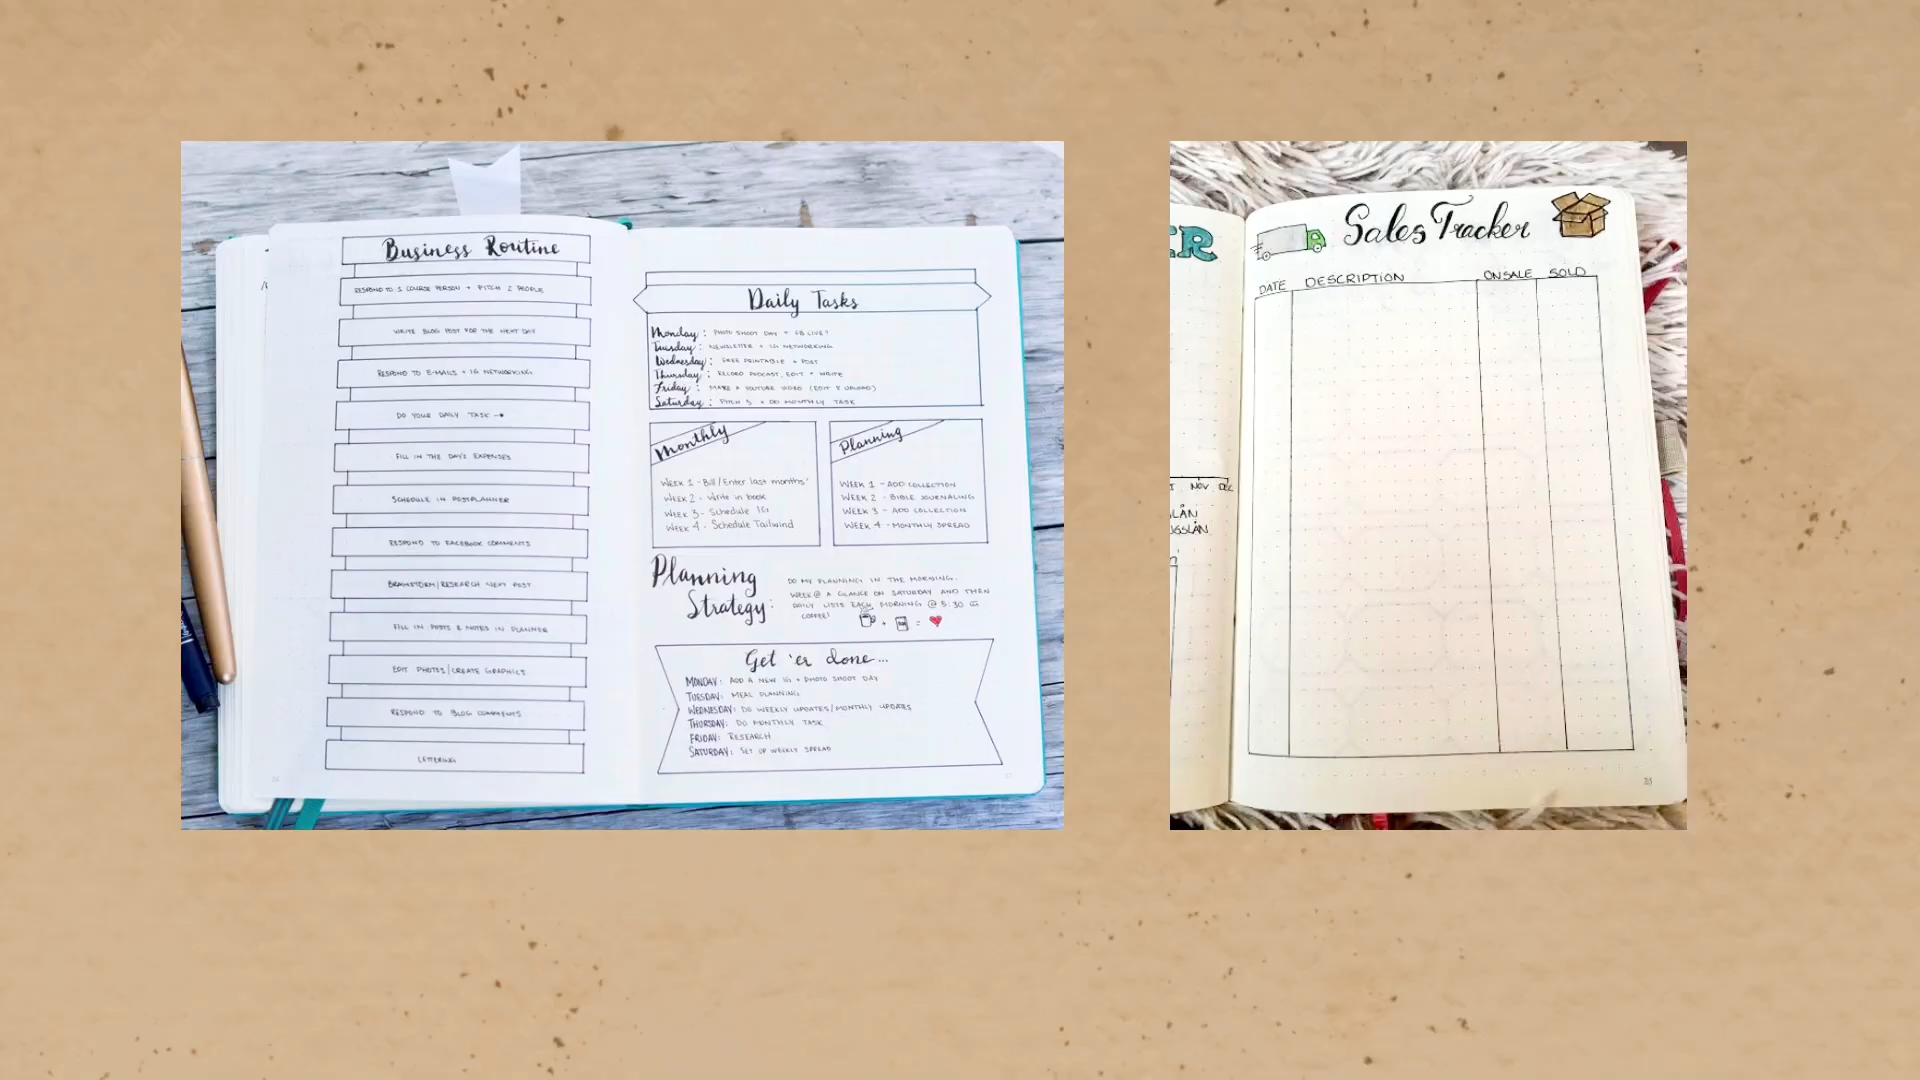 Business Routine
RESPOND TO 1 COURSE PERSON + PITCH 2 PEOPLE
WRITE BLOG POST FOR THE NEXT DAY
RESPOND TO E-MAILS + IG NETWORKING
DO YOUR DAILY TASK →
FILL IN THE DAY'S EXPENSES
SCHEDULE IN POSTPLANNER
RESPOND TO FACEBOOK COMMENTS
BRAINSTORM/RESEARCH NEXT POST
FILL IN POSTS & NOTES IN PLANNER
EDIT PHOTOS/CREATE GRAPHICS
RESPOND TO BLOG COMMENTS
LETTERING
Daily Tasks
Monday: PHOTO SHOOT DAY + FB LIVE?
Tuesday: NEWSLETTER + IG NETWORKING
Wednesday: FREE PRINTABLE + POST
Thursday: RECORD PODCAST, EDIT + WRITE
Friday: MAKE A YOUTUBE VIDEO (EDIT & UPLOAD)
Saturday: PITCH 5 + DO MONTHLY TASK
Monthly
WEEK 1 - Bill/Enter last months'
WEEK 2 - Write in book
WEEK 3 - Schedule IG
WEEK 4 - Schedule Tailwind
Planning
WEEK 1 - ADD COLLECTION
WEEK 2 - BIBLE JOURNALING
WEEK 3 - ADD COLLECTION
WEEK 4 - MONTHLY SPREAD
Planning
Strategy:
DO MY PLANNING IN THE MORNING.
WEEK @ A GLANCE ON SATURDAY AND THEN
DAILY LISTS EACH MORNING @ 5:30 W/
COFFEE!
+ =
Get 'er done...
MONDAY: ADD A NEW IG + PHOTO SHOOT DAY
TUESDAY: MEAL PLANNING
WEDNESDAY: DO WEEKLY UPDATES/MONTHLY UPDATES
THURSDAY: DO MONTHLY TASK
FRIDAY: RESEARCH
SATURDAY: SET UP WEEKLY SPREAD
ER
NOV DEC
LÅN
GSLÅN
Sales Tracker
DATE DESCRIPTION ON SALE SOLD